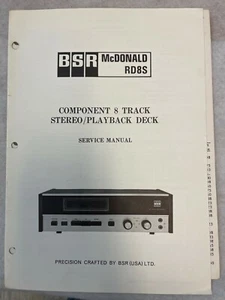 BSR McDONALD
RD8S
COMPONENT 8 TRACK
STEREO/PLAYBACK DECK
SERVICE MANUAL
PRECISION CRAFTED BY BSR (USA) LTD.